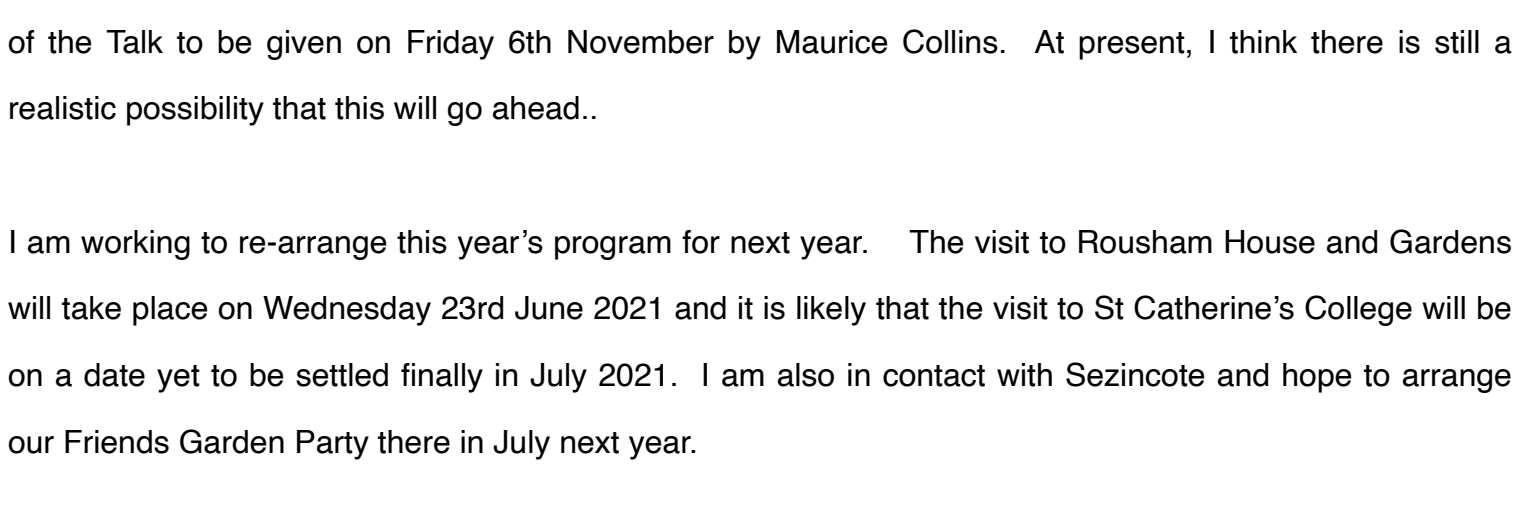 of the Talk to be given on Friday 6th November by Maurice Collins.  At present, I think there is still a
realistic possibility that this will go ahead..
I am working to re-arrange this year’s program for next year.    The visit to Rousham House and Gardens
will take place on Wednesday 23rd June 2021 and it is likely that the visit to St Catherine’s College will be
on a date yet to be settled finally in July 2021.  I am also in contact with Sezincote and hope to arrange
our Friends Garden Party there in July next year.